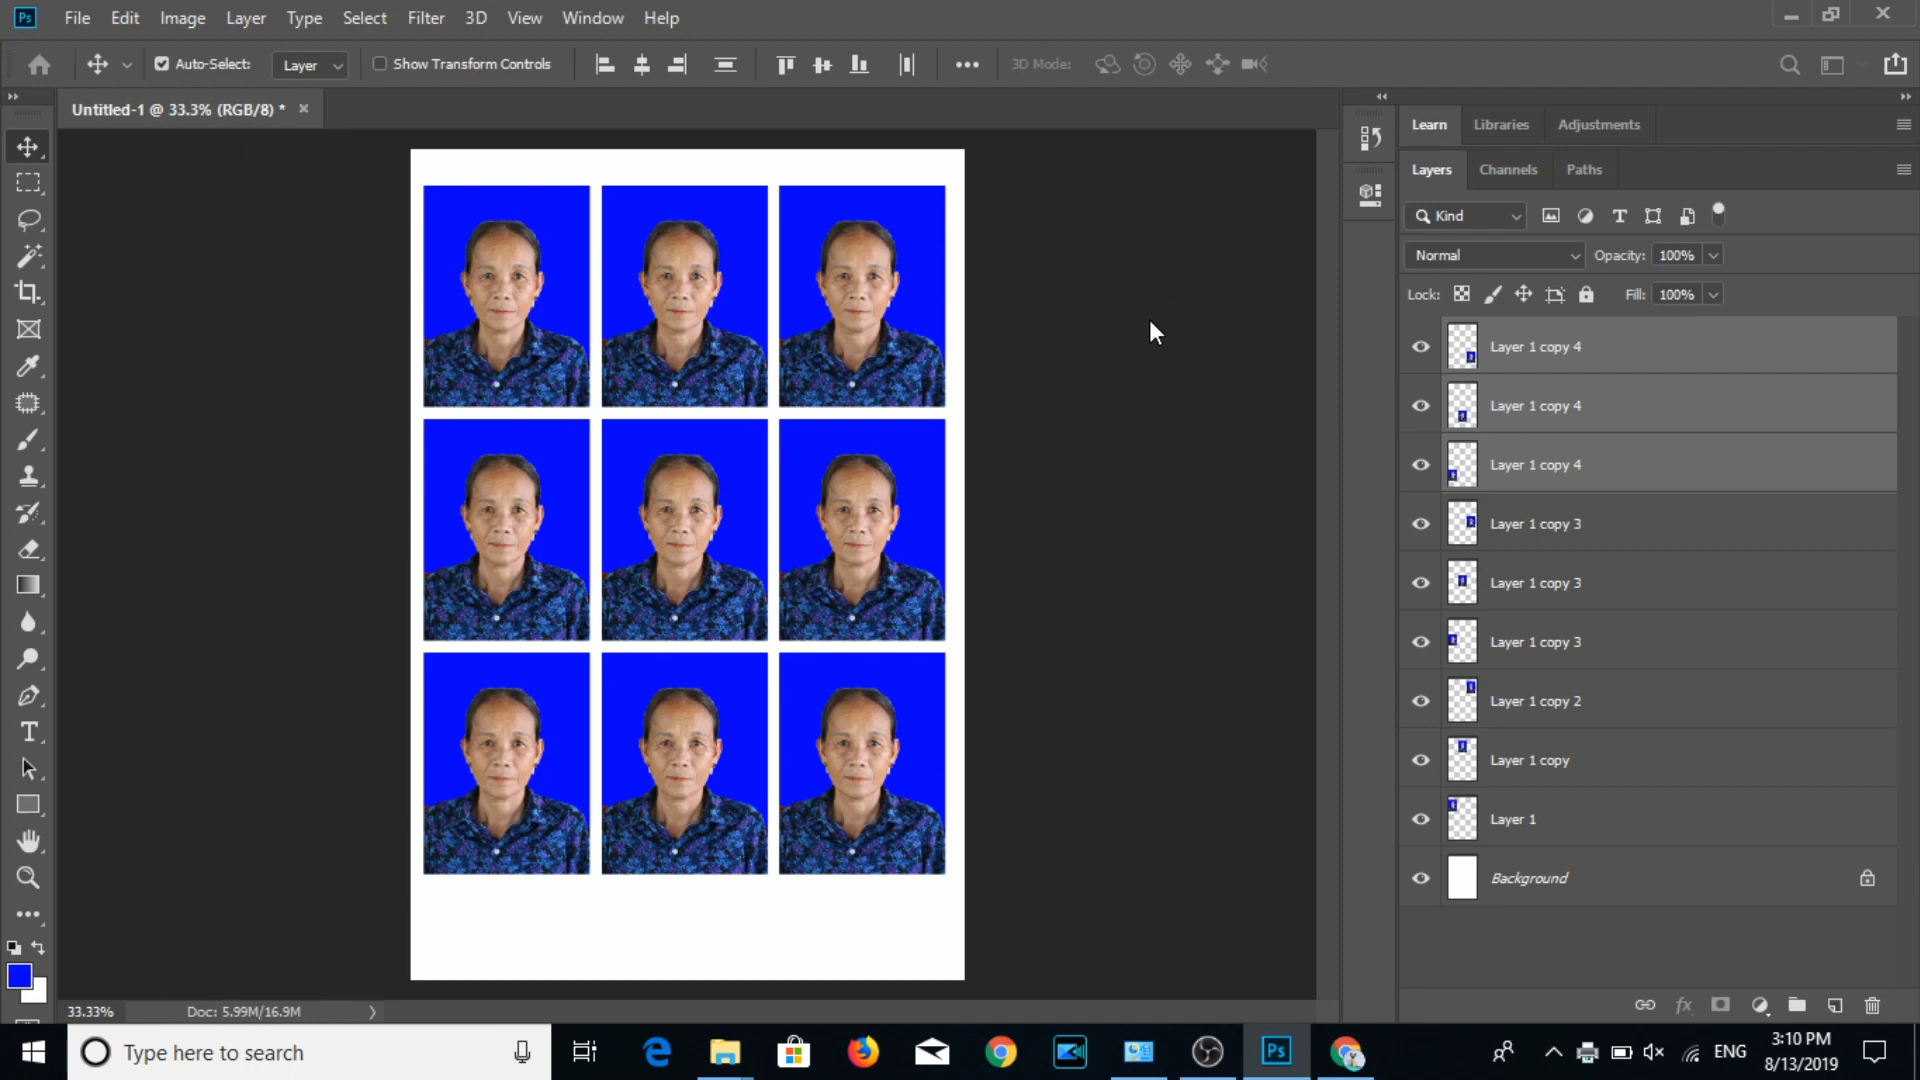 Ps File Edit Image Layer Type Select Filter 3D View Window Help
Auto-Select: Layer Show Transform Controls 3D Mode:
Untitled-1 @ 33.3% (RGB/8) *
Learn Libraries Adjustments
Layers Channels Paths
Kind
Normal Opacity: 100%
Lock: Fill: 100%
Layer 1 copy 4
Layer 1 copy 4
Layer 1 copy 4
Layer 1 copy 3
Layer 1 copy 3
Layer 1 copy 3
Layer 1 copy 2
Layer 1 copy
Layer 1
Background
33.33% Doc: 5.99M/16.9M
Type here to search
Ps
ENG
3:10 PM
8/13/2019